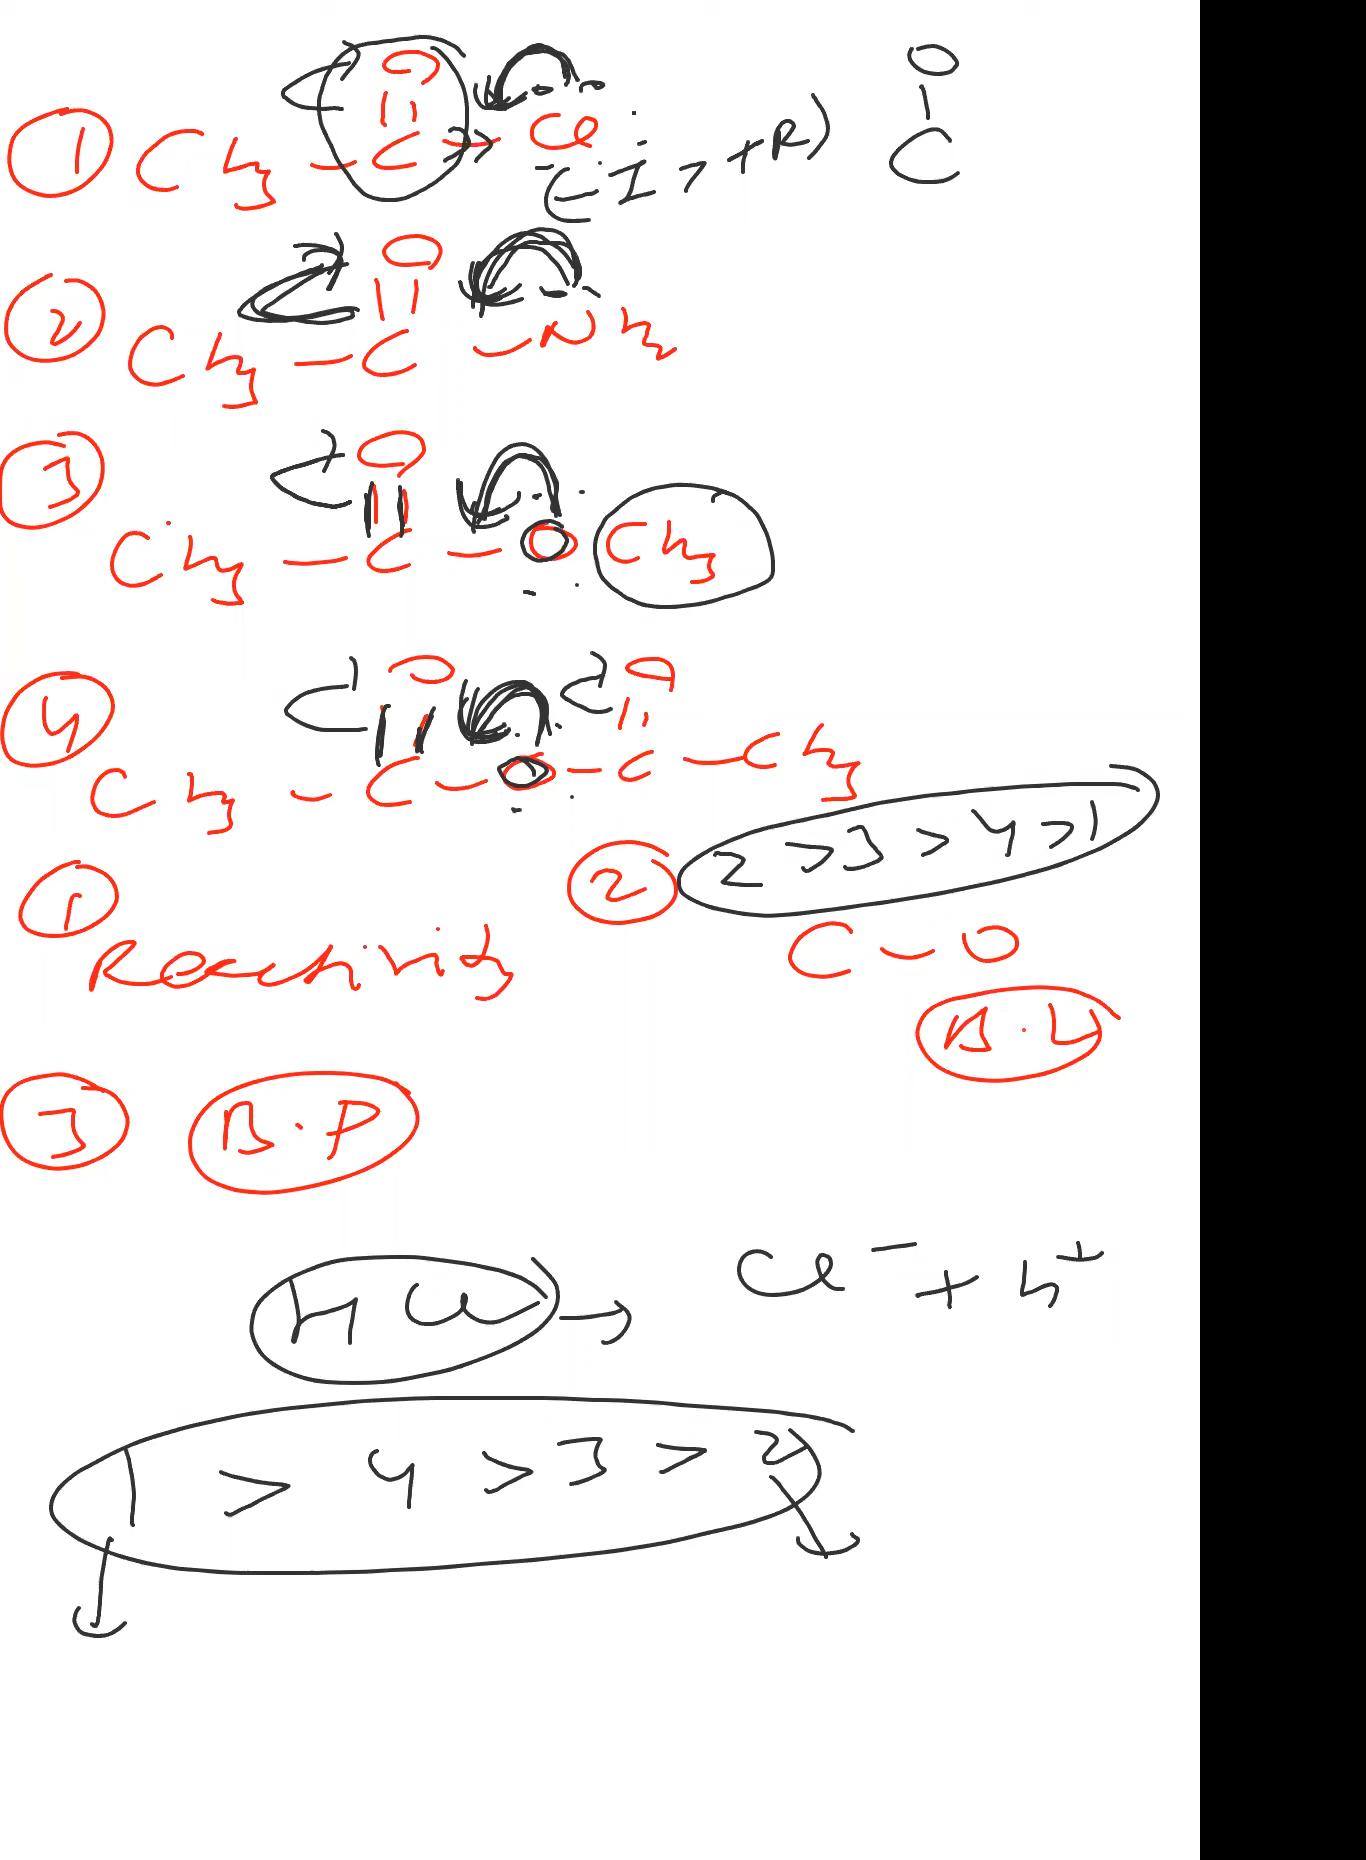 O O
|| |
① CH3 - C - Cl C
(-I > +R)
O
||
② CH3 - C - NH2
O
||
③ CH3 - C - O CH3
O O
|| ||
④ CH3 - C - O - C - CH3
① Reactivity ② 2 > 3 > 4 > 1
C - O
B.L
③ B.P
HCl → Cl⁻ + H⁺
1 > 4 > 3 > 2